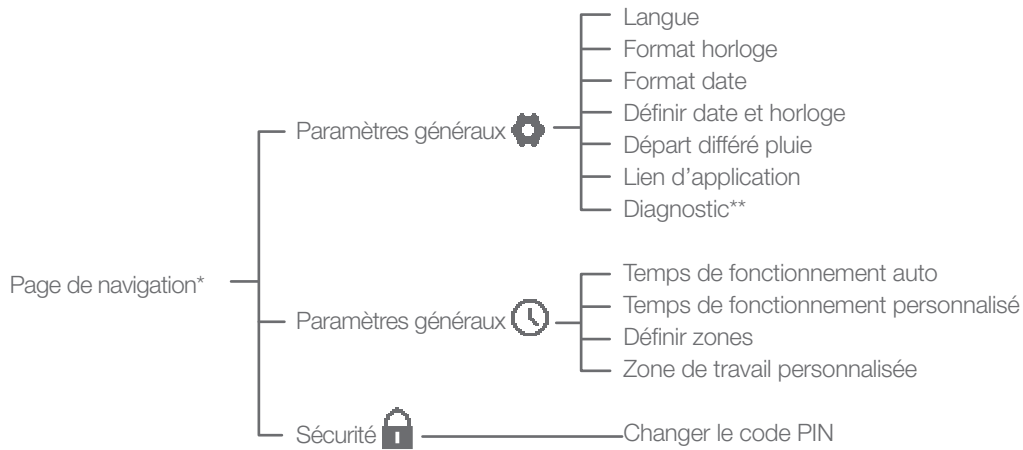 Langue
Format horloge
Format date
Définir date et horloge
Paramètres généraux
Départ différé pluie
Lien d'application
Diagnostic**
Page de navigation*
Temps de fonctionnement auto
Temps de fonctionnement personnalisé
Paramètres généraux
Définir zones
Zone de travail personnalisée
Sécurité
Changer le code PIN